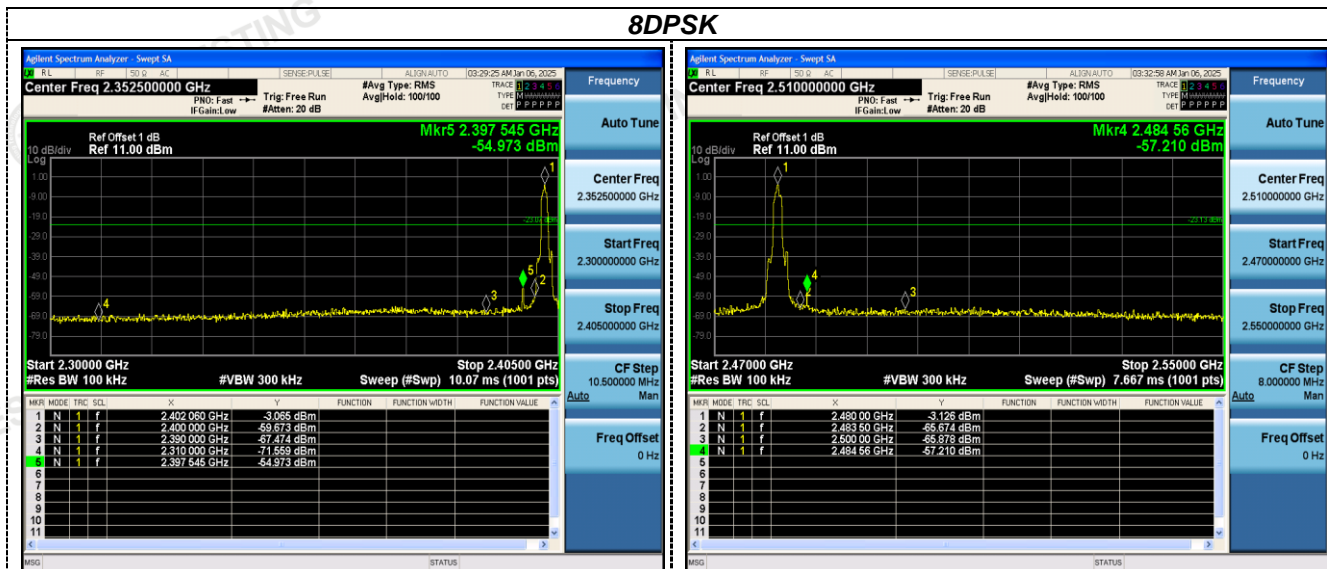 TESTING
8DPSK
Agilent Spectrum Analyzer - Swept SA
RL RF 50 Ω AC SENSE:PULSE ALIGNAUTO 03:29:25 AM Jan 06, 2025
Center Freq 2.352500000 GHz
PNO: Fast
IFGain:Low
Trig: Free Run
#Atten: 20 dB
#Avg Type: RMS
Avg|Hold: 100/100
TRACE 1 2 3 4 5 6
TYPE M
DET P P P P P P
Ref Offset 1 dB
Ref 11.00 dBm
10 dB/div
Log
Mkr5 2.397 545 GHz
-54.973 dBm
1.00
-9.00
-19.0
-29.0
-39.0
-49.0
-59.0
-69.0
-79.0
1
5
2
3
4
Start 2.30000 GHz
Stop 2.40500 GHz
#Res BW 100 kHz #VBW 300 kHz Sweep (#Swp) 10.07 ms (1001 pts)
MKR MODE TRC SCL X Y FUNCTION FUNCTION WIDTH FUNCTION VALUE
1 N 1 f 2.402 060 GHz -3.065 dBm
2 N 1 f 2.400 000 GHz -59.673 dBm
3 N 1 f 2.390 000 GHz -67.474 dBm
4 N 1 f 2.310 000 GHz -71.559 dBm
5 N 1 f 2.397 545 GHz -54.973 dBm
6
7
8
9
10
11
MSG STATUS
Frequency
Auto Tune
Center Freq
2.352500000 GHz
Start Freq
2.300000000 GHz
Stop Freq
2.405000000 GHz
CF Step
10.500000 MHz
Auto Man
Freq Offset
0 Hz
Agilent Spectrum Analyzer - Swept SA
RL RF 50 Ω AC SENSE:PULSE ALIGNAUTO 03:32:58 AM Jan 06, 2025
Center Freq 2.510000000 GHz
PNO: Fast
IFGain:Low
Trig: Free Run
#Atten: 20 dB
#Avg Type: RMS
Avg|Hold: 100/100
TRACE 1 2 3 4 5 6
TYPE M
DET P P P P P P
Ref Offset 1 dB
Ref 11.00 dBm
10 dB/div
Log
Mkr4 2.484 56 GHz
-57.210 dBm
1.00
-9.00
-19.0
-23.13 dBm
-29.0
-39.0
-49.0
-59.0
-69.0
-79.0
1
4
2
3
Start 2.47000 GHz
Stop 2.55000 GHz
#Res BW 100 kHz #VBW 300 kHz Sweep (#Swp) 7.667 ms (1001 pts)
MKR MODE TRC SCL X Y FUNCTION FUNCTION WIDTH FUNCTION VALUE
1 N 1 f 2.480 00 GHz -3.126 dBm
2 N 1 f 2.483 50 GHz -65.674 dBm
3 N 1 f 2.500 00 GHz -65.878 dBm
4 N 1 f 2.484 56 GHz -57.210 dBm
5
6
7
8
9
10
11
MSG STATUS
Frequency
Auto Tune
Center Freq
2.510000000 GHz
Start Freq
2.470000000 GHz
Stop Freq
2.550000000 GHz
CF Step
8.000000 MHz
Auto Man
Freq Offset
0 Hz